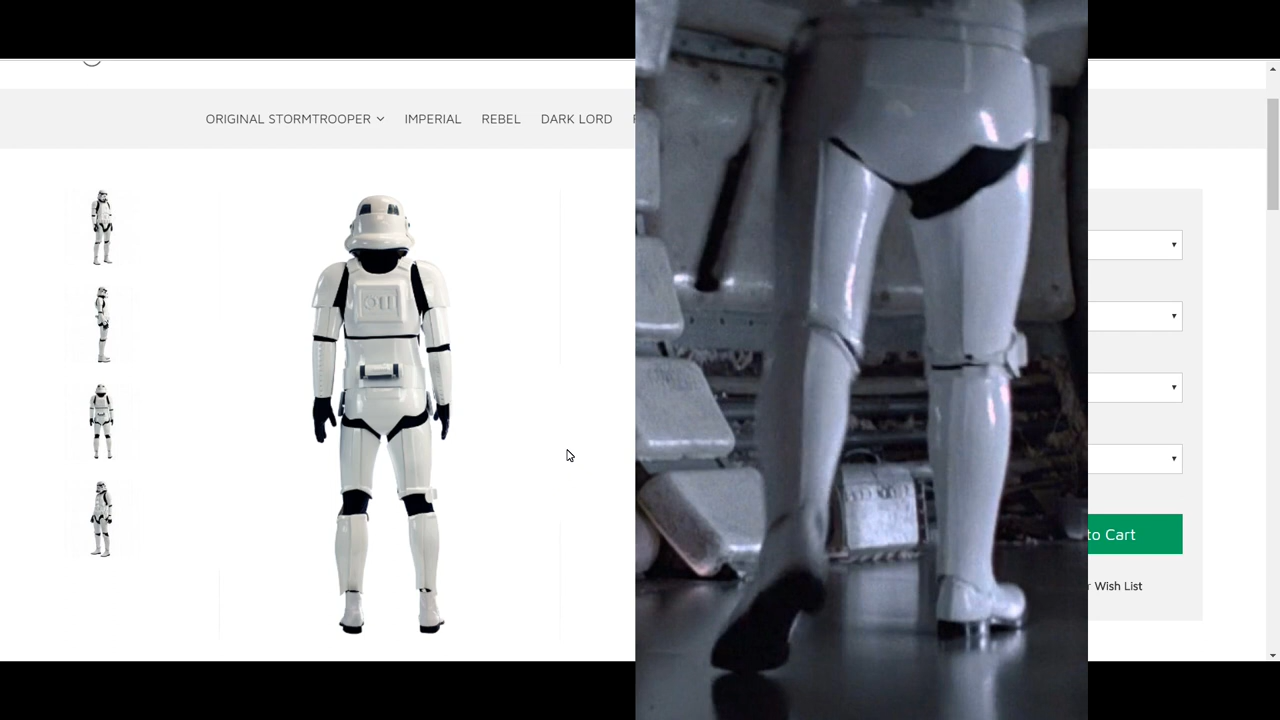 ORIGINAL STORMTROOPER IMPERIAL REBEL DARK LORD
to Cart
Wish List